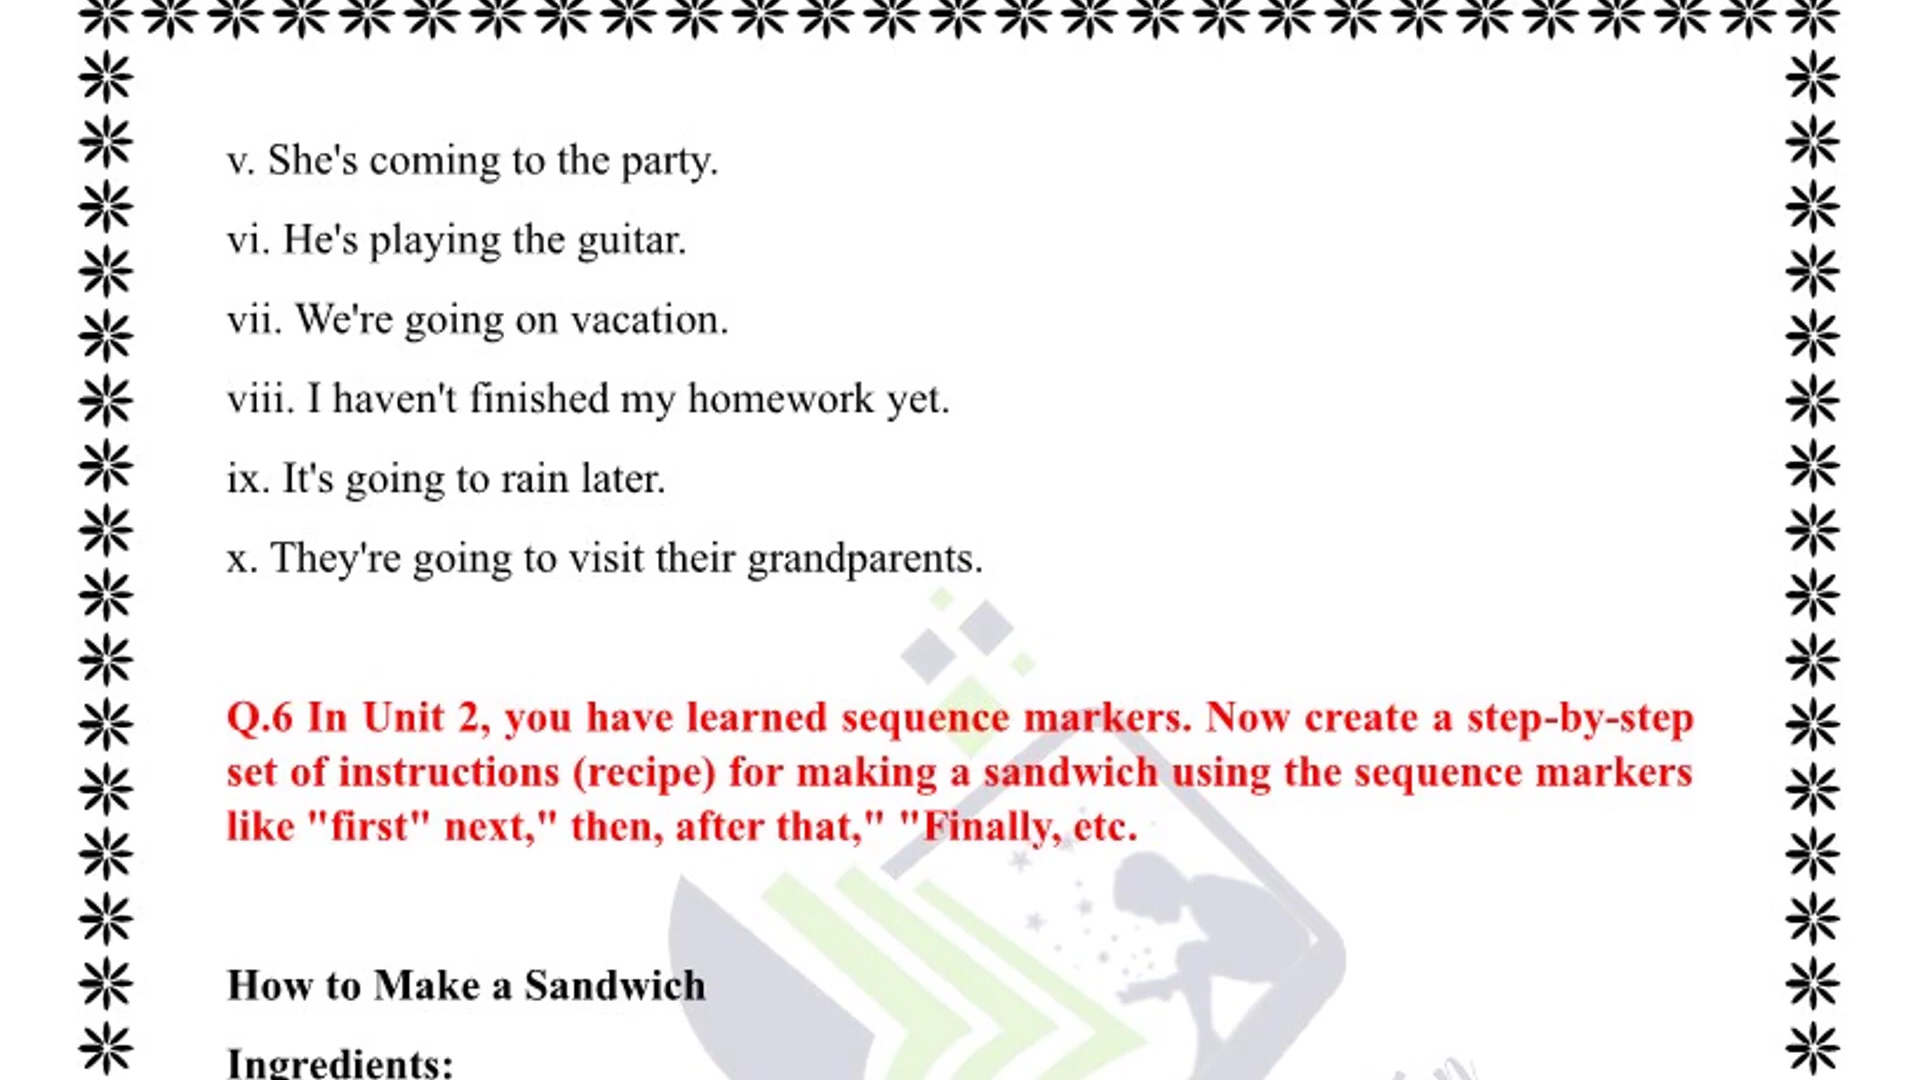 v. She's coming to the party.
vi. He's playing the guitar.
vii. We're going on vacation.
viii. I haven't finished my homework yet.
ix. It's going to rain later.
x. They're going to visit their grandparents.
Q.6 In Unit 2, you have learned sequence markers. Now create a step-by-step
set of instructions (recipe) for making a sandwich using the sequence markers
like "first" next," then, after that," "Finally, etc.
How to Make a Sandwich
Ingredients: